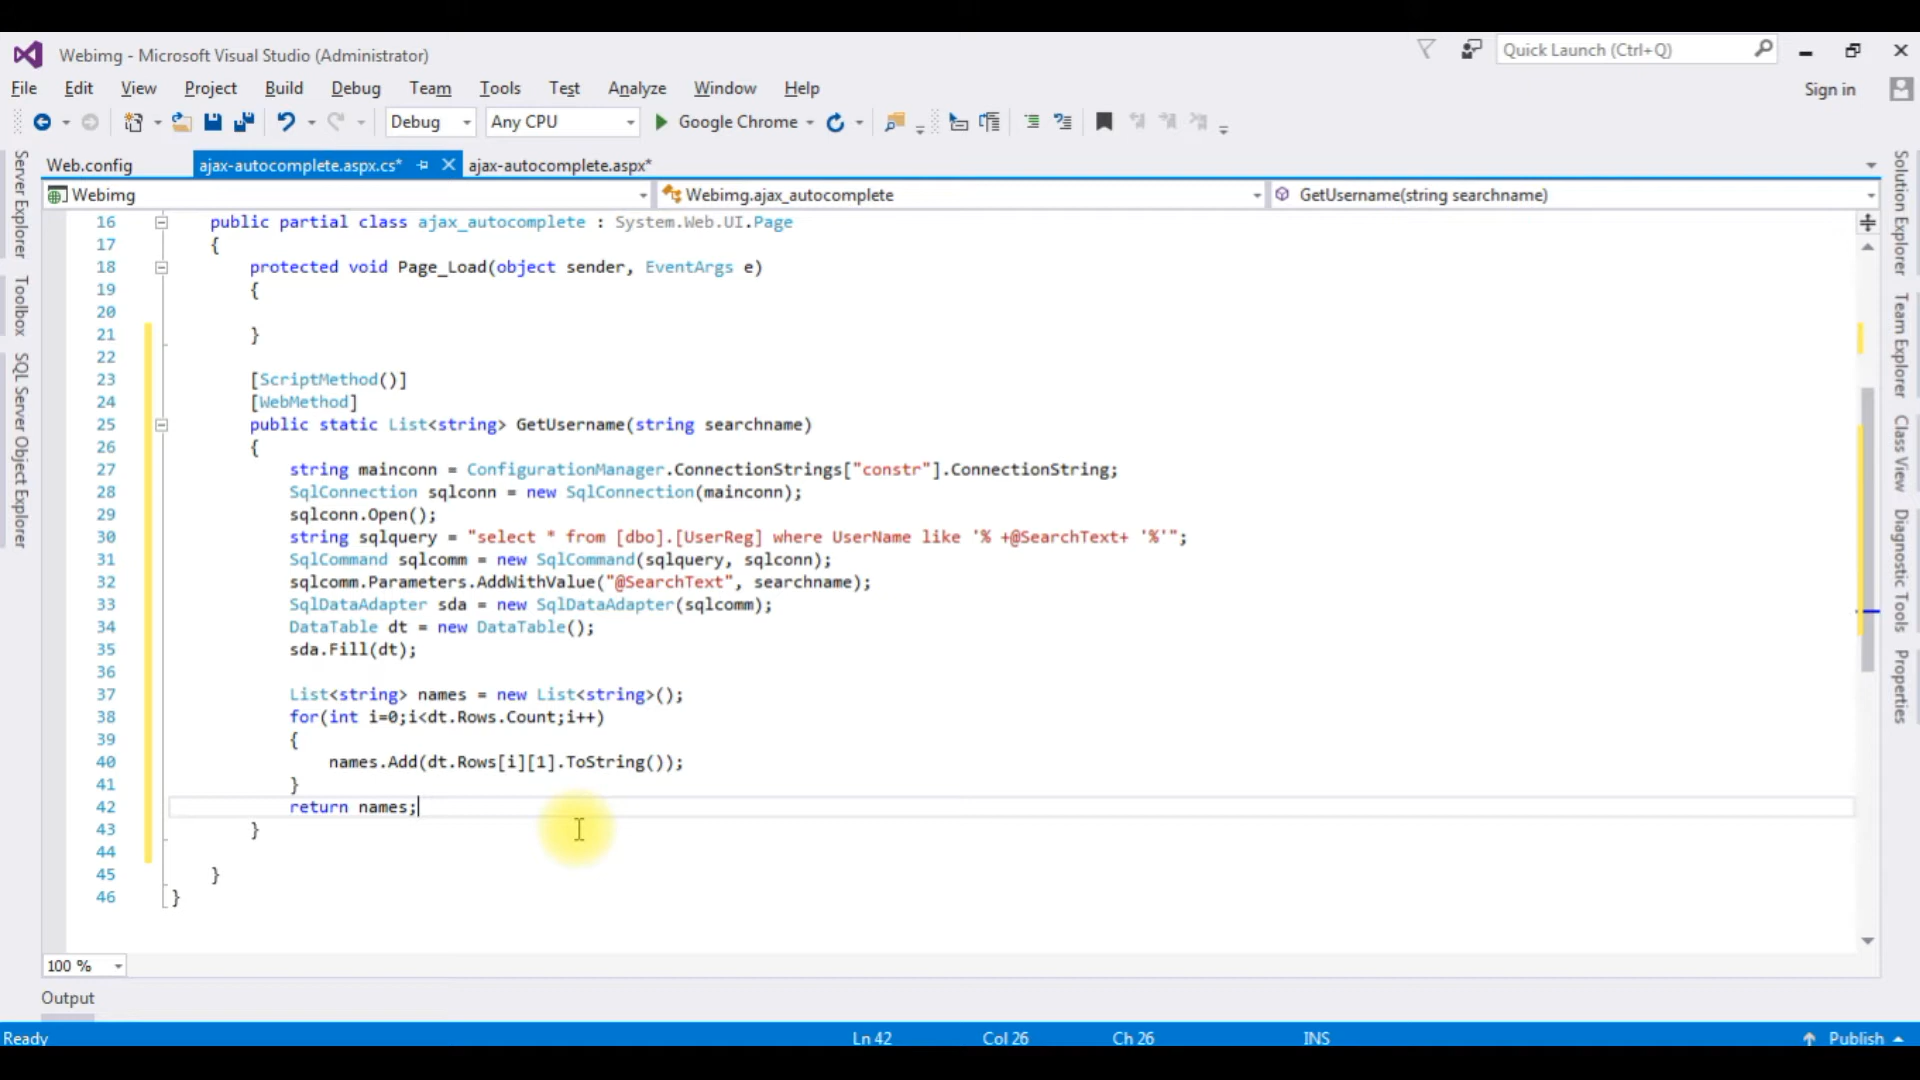 Webimg - Microsoft Visual Studio (Administrator)
Quick Launch (Ctrl+Q)
File Edit View Project Build Debug Team Tools Test Analyze Window Help
Sign in
Debug Any CPU Google Chrome
Web.config ajax-autocomplete.aspx.cs* ajax-autocomplete.aspx*
Webimg Webimg.ajax_autocomplete GetUsername(string searchname)
Server Explorer
Toolbox
SQL Server Object Explorer
16 public partial class ajax_autocomplete : System.Web.UI.Page
17 {
18 protected void Page_Load(object sender, EventArgs e)
19 {
20
21 }
22
23 [ScriptMethod()]
24 [WebMethod]
25 public static List<string> GetUsername(string searchname)
26 {
27 string mainconn = ConfigurationManager.ConnectionStrings["constr"].ConnectionString;
28 SqlConnection sqlconn = new SqlConnection(mainconn);
29 sqlconn.Open();
30 string sqlquery = "select * from [dbo].[UserReg] where UserName like '% +@SearchText+ '%'";
31 SqlCommand sqlcomm = new SqlCommand(sqlquery, sqlconn);
32 sqlcomm.Parameters.AddWithValue("@SearchText", searchname);
33 SqlDataAdapter sda = new SqlDataAdapter(sqlcomm);
34 DataTable dt = new DataTable();
35 sda.Fill(dt);
36
37 List<string> names = new List<string>();
38 for(int i=0;i<dt.Rows.Count;i++)
39 {
40 names.Add(dt.Rows[i][1].ToString());
41 }
42 return names;
43 }
44
45 }
46 }
Solution Explorer
Team Explorer
Class View
Diagnostic Tools
Properties
100 %
Output
Ready Ln 42 Col 26 Ch 26 INS Publish